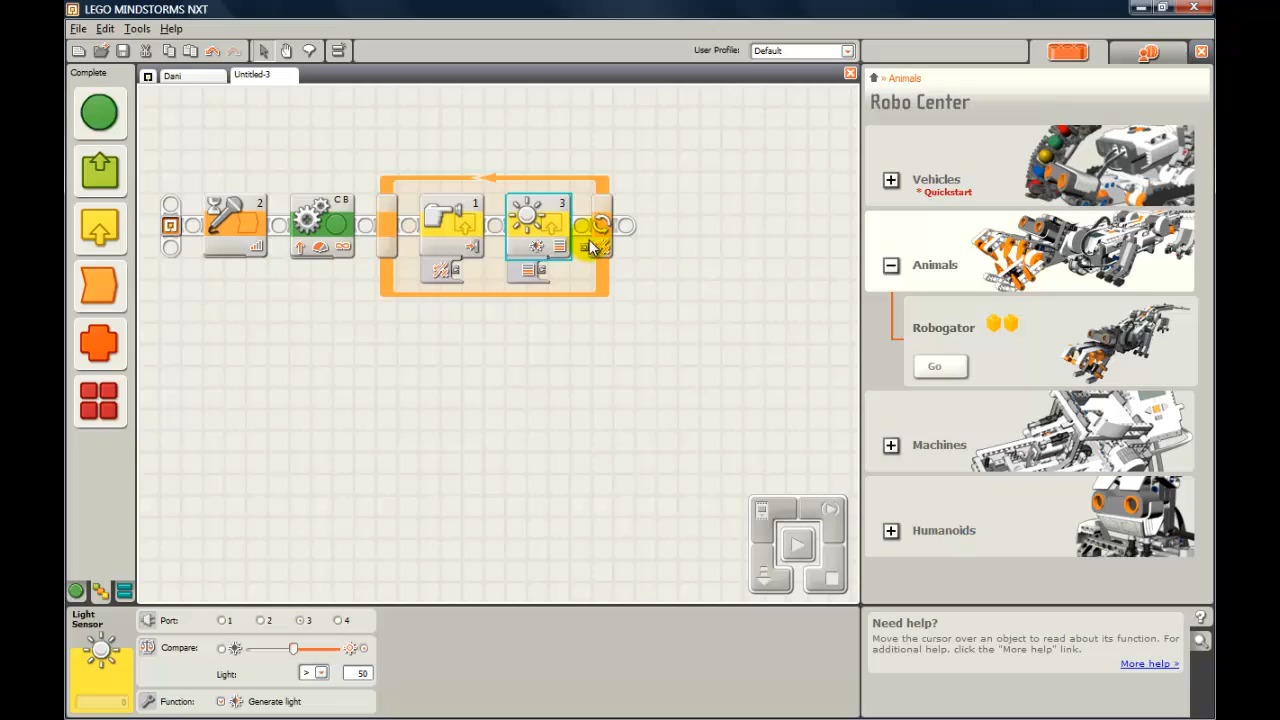 LEGO MINDSTORMS NXT
File Edit Tools Help
User Profile: Default
Complete
Dani
Untitled-3
» Animals
Robo Center
Vehicles
* Quickstart
Animals
Robogator
Go
Machines
Humanoids
2
C B
1
3
Light
Sensor
0
Port: 1 2 3 4
Compare:
Light: > 50
Function: Generate light
Need help?
Move the cursor over an object to read about its function. For
additional help, click the "More help" link.
More help »
?